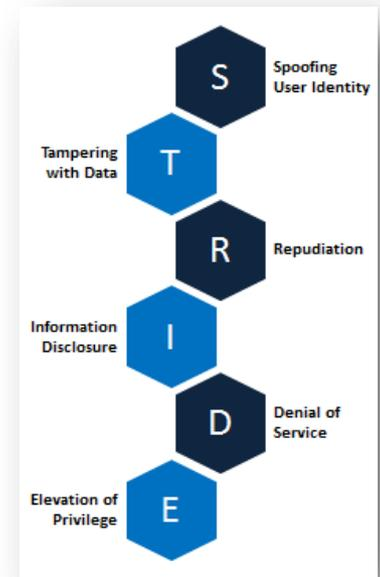 S
Spoofing
User Identity
Tampering
with Data
T
R
Repudiation
Information
Disclosure
I
D
Denial of
Service
Elevation of
Privilege
E